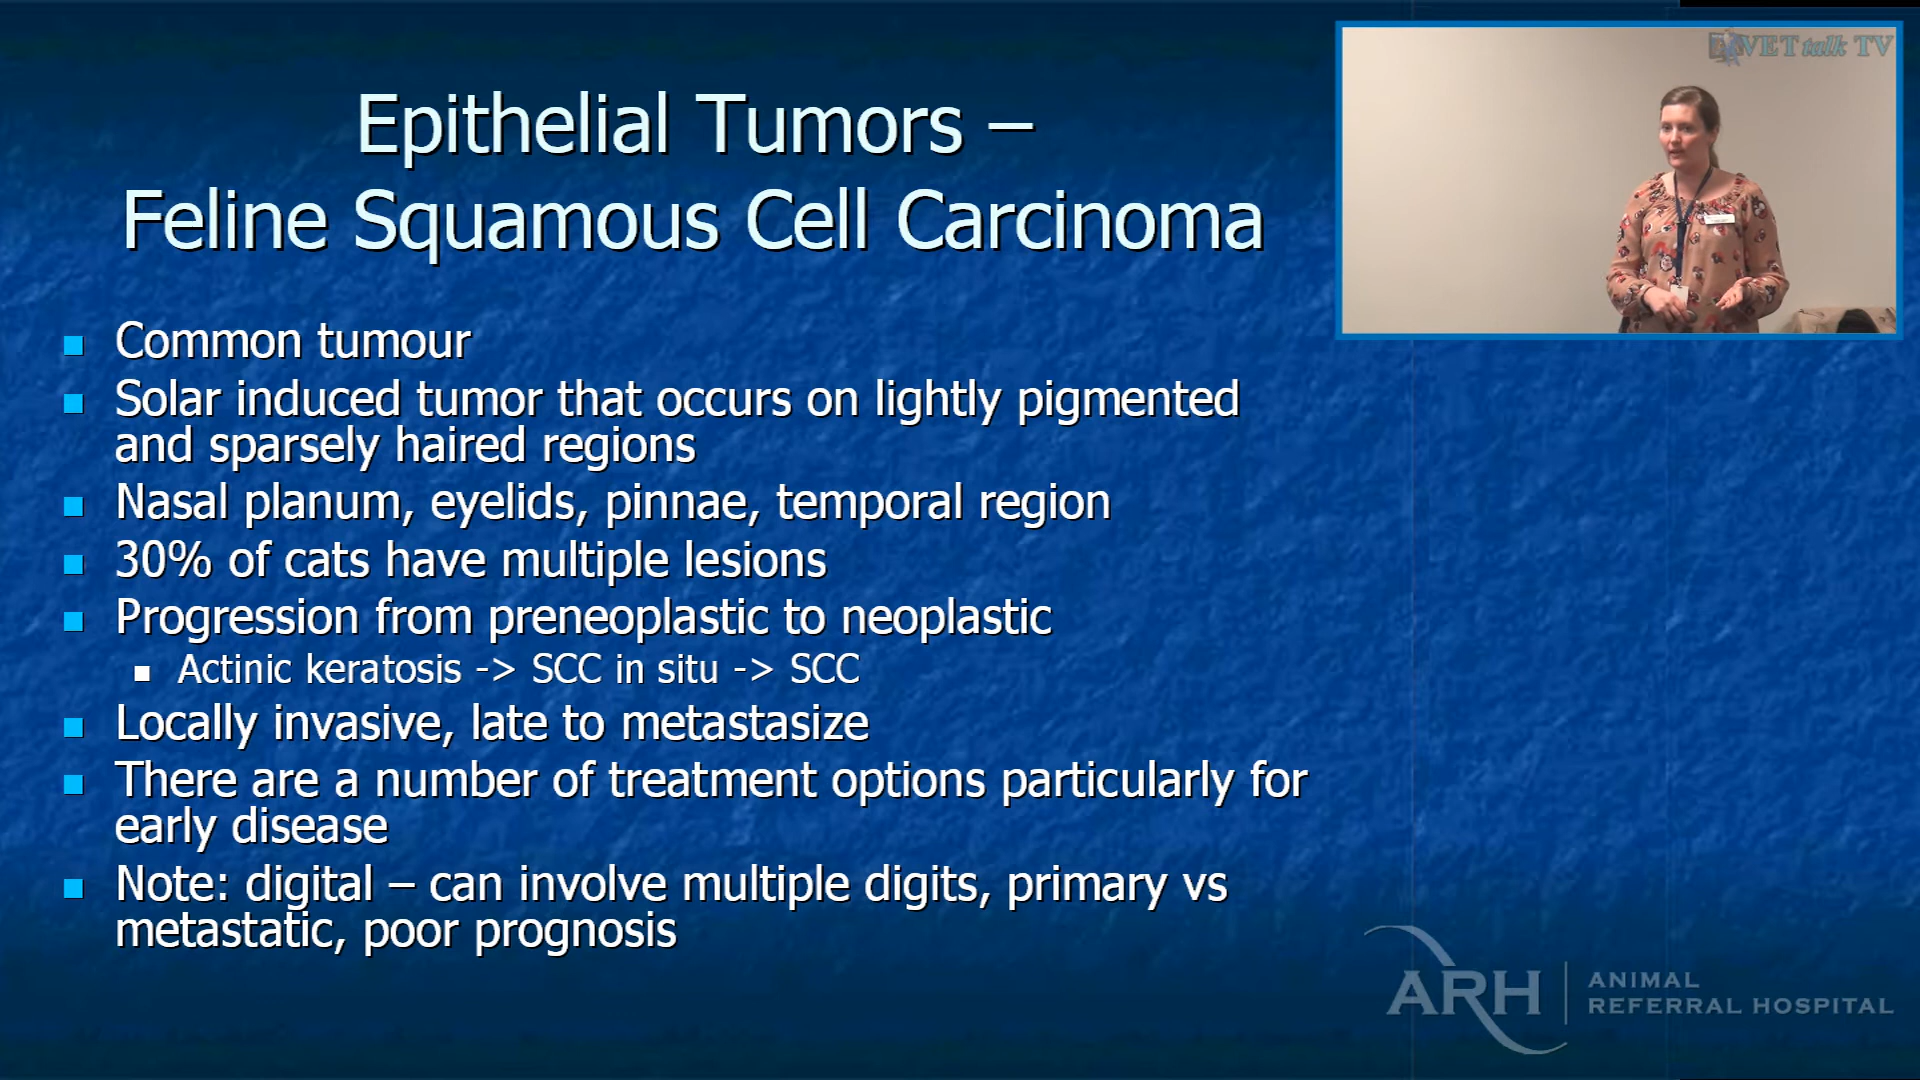 VET talk TV
Epithelial Tumors –
Feline Squamous Cell Carcinoma
Common tumour
Solar induced tumor that occurs on lightly pigmented
and sparsely haired regions
Nasal planum, eyelids, pinnae, temporal region
30% of cats have multiple lesions
Progression from preneoplastic to neoplastic
Actinic keratosis -> SCC in situ -> SCC
Locally invasive, late to metastasize
There are a number of treatment options particularly for
early disease
Note: digital – can involve multiple digits, primary vs
metastatic, poor prognosis
ARH
ANIMAL
REFERRAL HOSPITAL